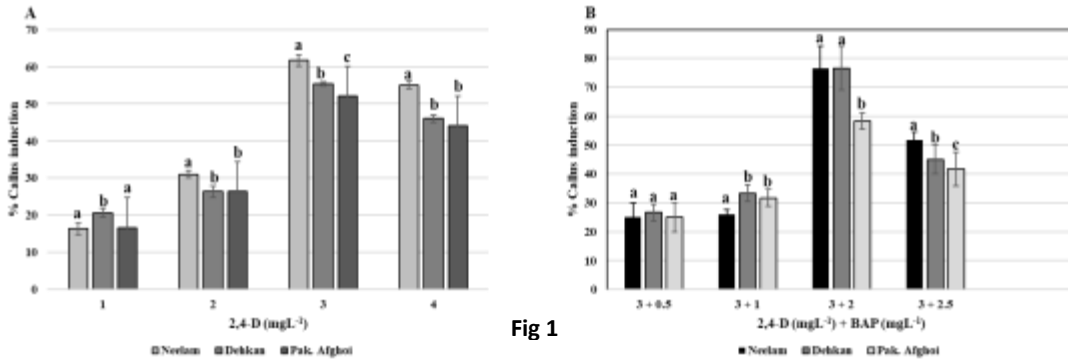 A
70
60
50
40
30
20
10
0
% Callus induction
a b a
a b b
a b c
a b b
1 2 3 4
2,4-D (mgL⁻¹)
Neelam Dehkan Pak. Afghoi
Fig 1
B
90
80
70
60
50
40
30
20
10
0
% Callus induction
a a a
a b b
a a b
a b c
3 + 0.5 3 + 1 3 + 2 3 + 2.5
2,4-D (mgL⁻¹) + BAP (mgL⁻¹)
Neelam Dehkan Pak. Afghoi